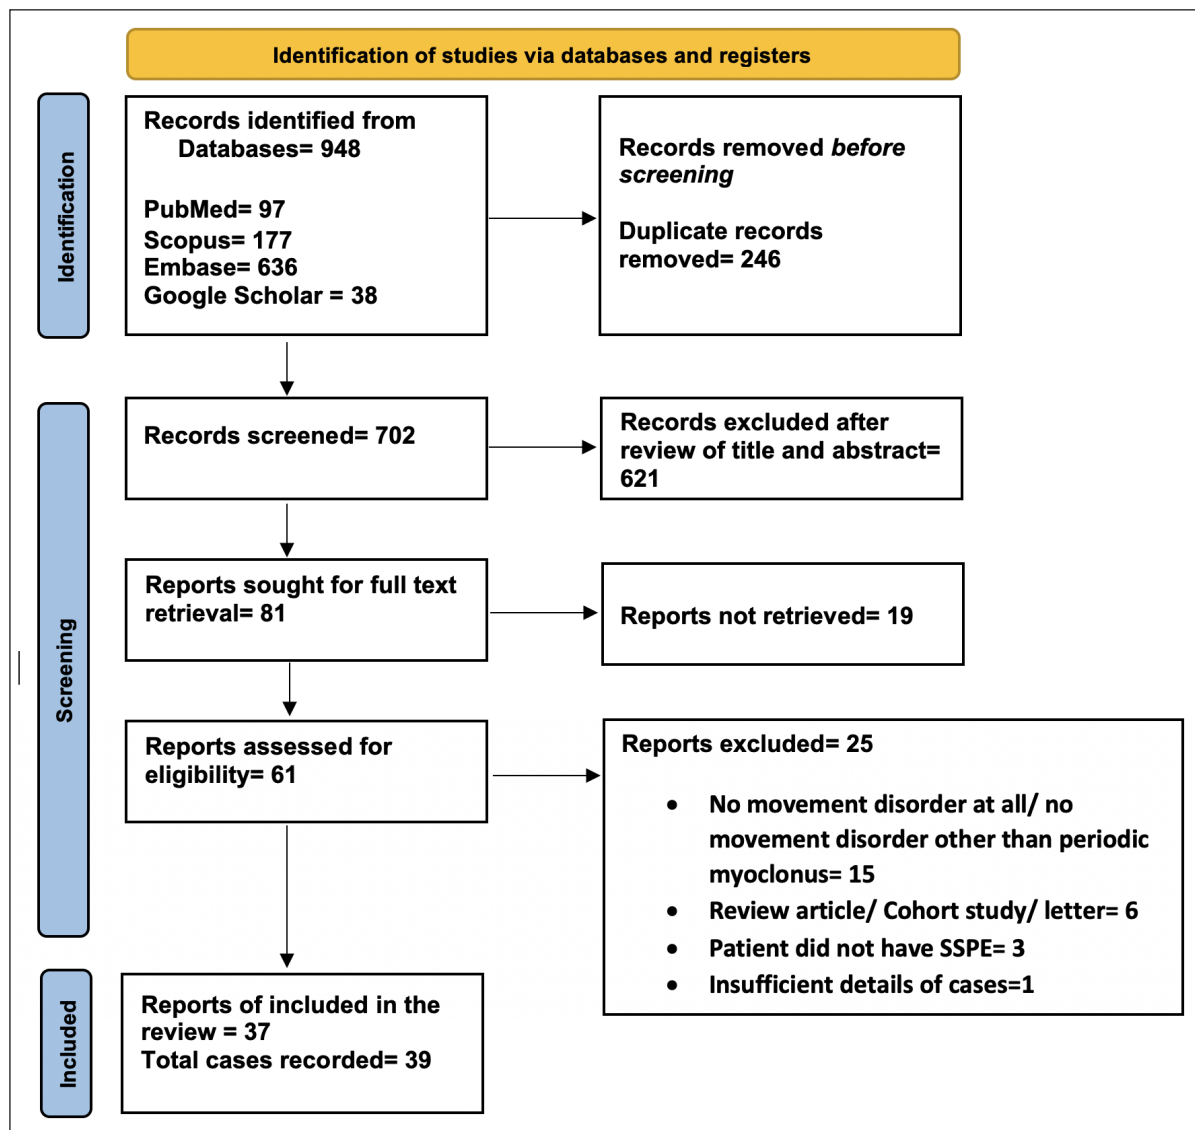 Identification of studies via databases and registers
Identification
Records identified from
Databases= 948
PubMed= 97
Scopus= 177
Embase= 636
Google Scholar = 38
Records removed before
screening
Duplicate records
removed= 246
Screening
Records screened= 702
Records excluded after
review of title and abstract=
621
Reports sought for full text
retrieval= 81
Reports not retrieved= 19
Reports assessed for
eligibility= 61
Reports excluded= 25
• No movement disorder at all/ no
movement disorder other than periodic
myoclonus= 15
• Review article/ Cohort study/ letter= 6
• Patient did not have SSPE= 3
• Insufficient details of cases=1
Included
Reports of included in the
review = 37
Total cases recorded= 39